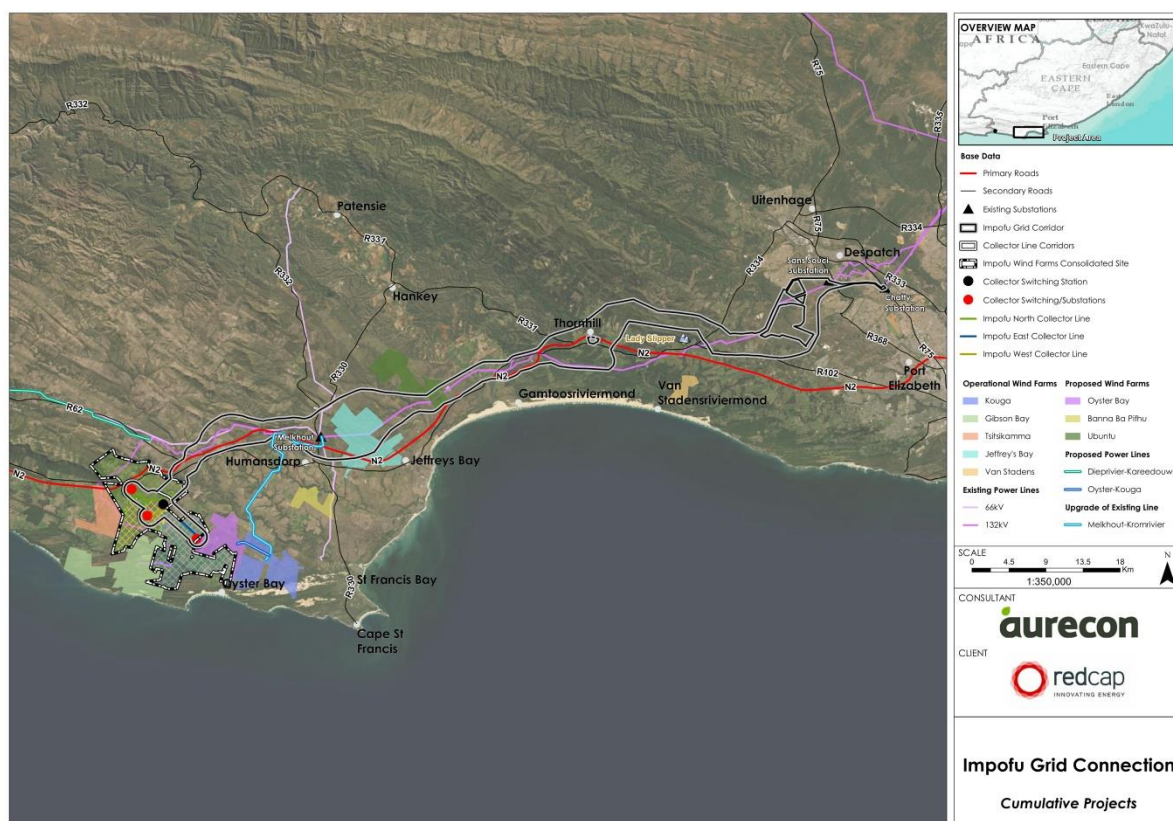 R332
R75
R335
Patensie
R331
R332
Hankey
R331
R330
Uitenhage
R75
R334
R334
Despatch
Sans Souci
Substation
R333
Chatty
Substation
Thornhill
Lady Slipper
N2
N2
R368
R75
R102
N2
Port
Elizabeth
Van
Stadensriviermond
Gamtoosriviermond
R62
Melkhout
Substation
Humansdorp
N2
Jeffreys Bay
N2
N2
Oyster Bay
St Francis Bay
R330
Cape St
Francis
OVERVIEW MAP
AFRICA
KwaZulu-
Natal
Eastern Cape
EASTERN
CAPE
East
London
Port
Elizabeth
Project Area
Base Data
Primary Roads
Secondary Roads
Existing Substations
Impofu Grid Corridor
Collector Line Corridors
Impofu Wind Farms Consolidated Site
Collector Switching Station
Collector Switching/Substations
Impofu North Collector Line
Impofu East Collector Line
Impofu West Collector Line
Operational Wind Farms
Kouga
Gibson Bay
Tsitsikamma
Jeffrey's Bay
Van Stadens
Existing Power Lines
66kV
132kV
Proposed Wind Farms
Oyster Bay
Banna Ba Pifhu
Ubuntu
Proposed Power Lines
Dieprivier-Kareedouw
Oyster-Kouga
Upgrade of Existing Line
Melkhout-Kromrivier
SCALE
0 4.5 9 13.5 18
Km
1:350,000
N
CONSULTANT
aurecon
CLIENT
redcap
INNOVATING ENERGY
Impofu Grid Connection
Cumulative Projects